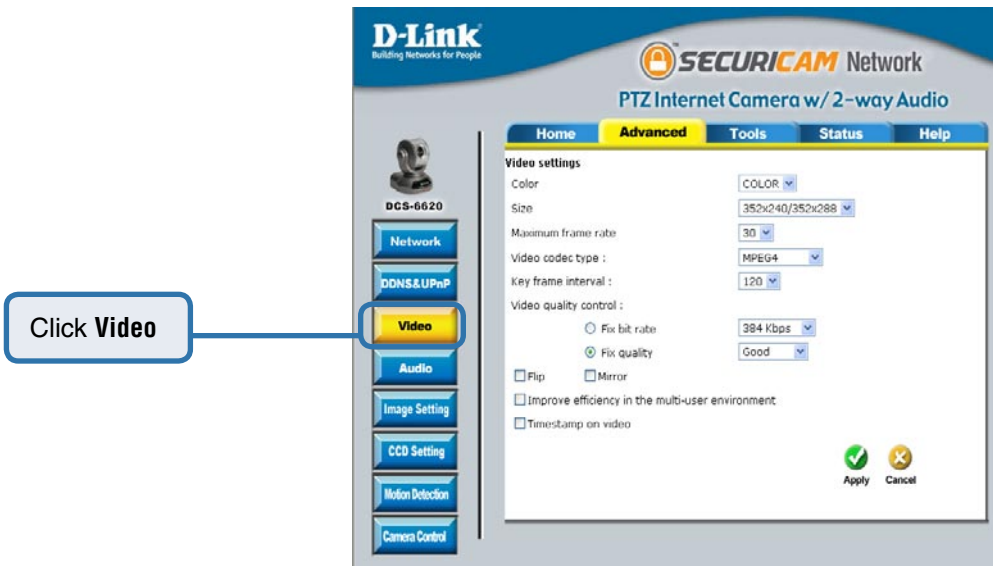 D-Link
Building Networks for People
SECURICAM Network
PTZ Internet Camera w/ 2-way Audio
Home Advanced Tools Status Help
DCS-6620
Network
DDNS&UPnP
Video
Audio
Image Setting
CCD Setting
Motion Detection
Camera Control
Click Video
Video settings
Color COLOR
Size 352x240/352x288
Maximum frame rate 30
Video codec type : MPEG4
Key frame interval : 120
Video quality control :
Fix bit rate 384 Kbps
Fix quality Good
Flip Mirror
Improve efficiency in the multi-user environment
Timestamp on video
Apply Cancel